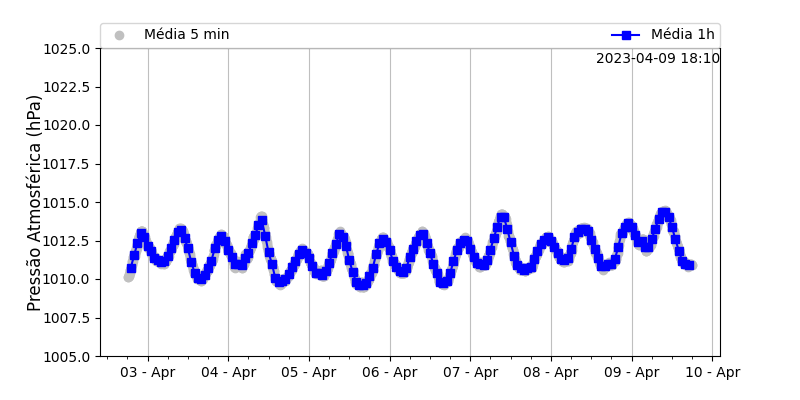 Média 5 min
Média 1h
2023-04-09 18:10
Pressão Atmosférica (hPa)
1025.0
1022.5
1020.0
1017.5
1015.0
1012.5
1010.0
1007.5
1005.0
03 - Apr
04 - Apr
05 - Apr
06 - Apr
07 - Apr
08 - Apr
09 - Apr
10 - Apr